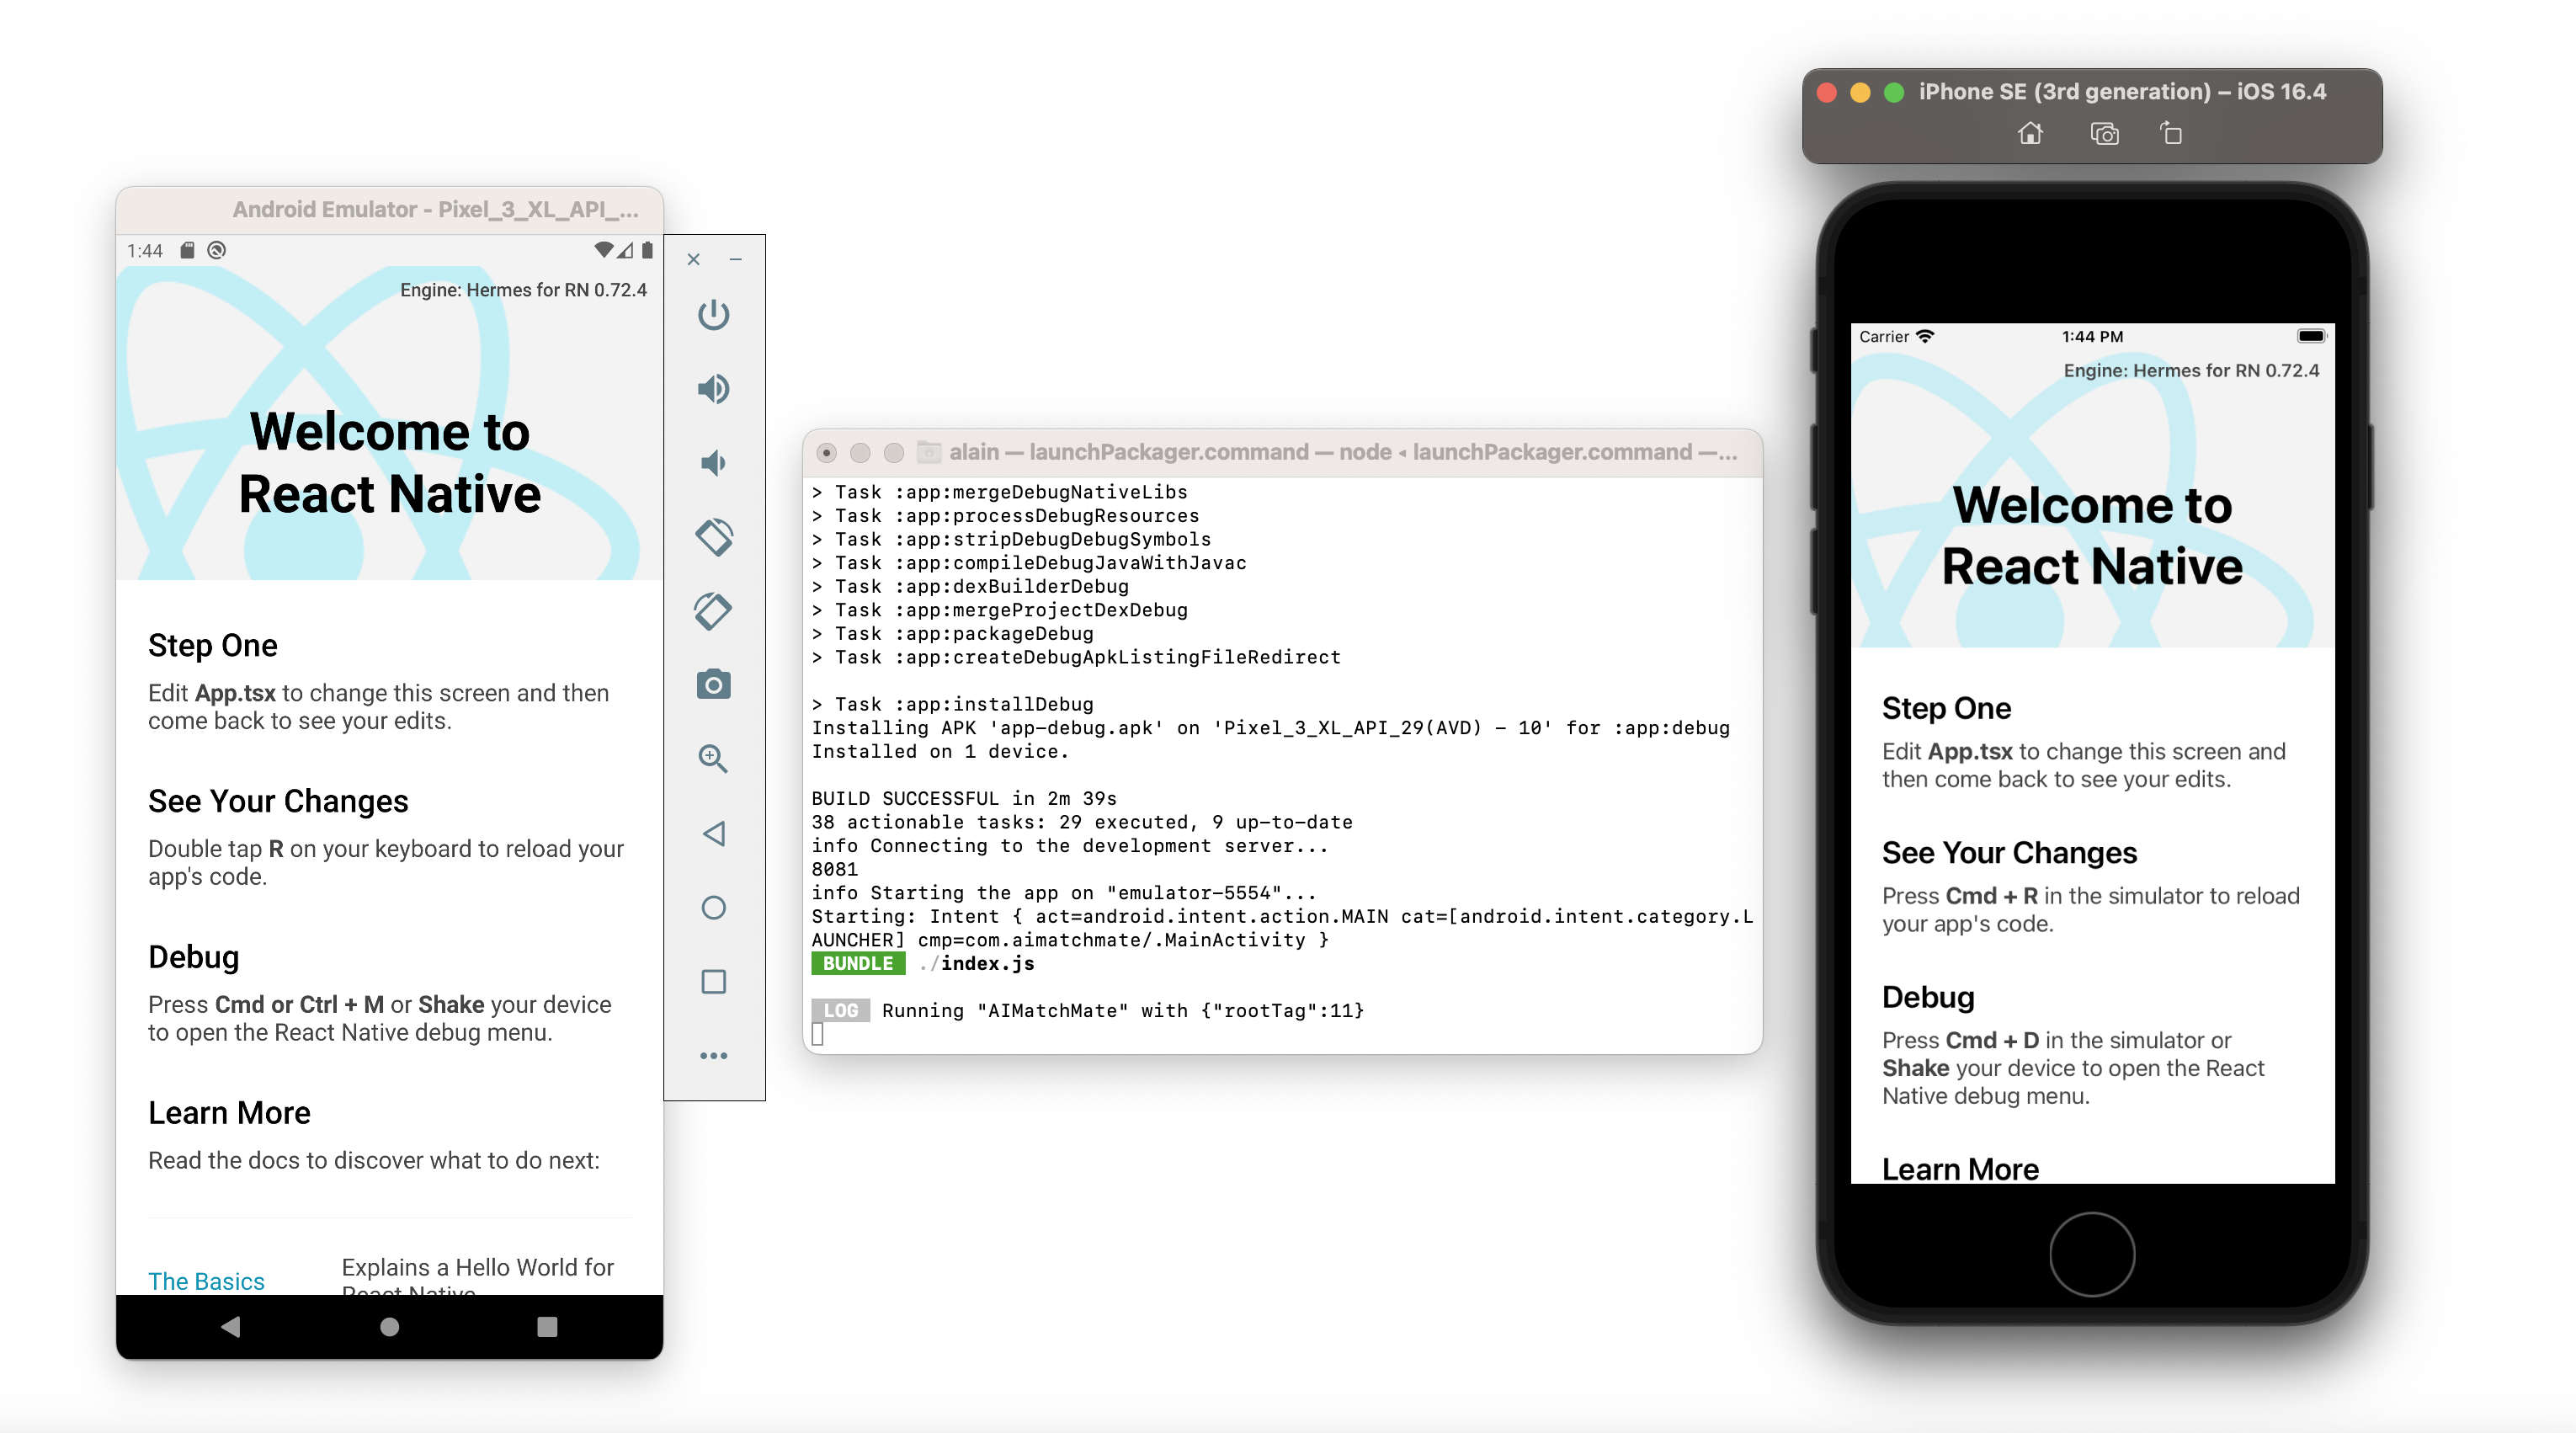 Android Emulator - Pixel_3_XL_API_...
1:44
Engine: Hermes for RN 0.72.4
Welcome to
React Native
Step One
Edit App.tsx to change this screen and then
come back to see your edits.
See Your Changes
Double tap R on your keyboard to reload your
app's code.
Debug
Press Cmd or Ctrl + M or Shake your device
to open the React Native debug menu.
Learn More
Read the docs to discover what to do next:
The Basics
Explains a Hello World for
React Native
alain — launchPackager.command — node ◂ launchPackager.command —...
> Task :app:mergeDebugNativeLibs
> Task :app:processDebugResources
> Task :app:stripDebugDebugSymbols
> Task :app:compileDebugJavaWithJavac
> Task :app:dexBuilderDebug
> Task :app:mergeProjectDexDebug
> Task :app:packageDebug
> Task :app:createDebugApkListingFileRedirect
> Task :app:installDebug
Installing APK 'app-debug.apk' on 'Pixel_3_XL_API_29(AVD) - 10' for :app:debug
Installed on 1 device.
BUILD SUCCESSFUL in 2m 39s
38 actionable tasks: 29 executed, 9 up-to-date
info Connecting to the development server...
8081
info Starting the app on "emulator-5554"...
Starting: Intent { act=android.intent.action.MAIN cat=[android.intent.category.L
AUNCHER] cmp=com.aimatchmate/.MainActivity }
BUNDLE ./index.js
LOG Running "AIMatchMate" with {"rootTag":11}
iPhone SE (3rd generation) – iOS 16.4
Carrier 1:44 PM
Engine: Hermes for RN 0.72.4
Welcome to
React Native
Step One
Edit App.tsx to change this screen and
then come back to see your edits.
See Your Changes
Press Cmd + R in the simulator to reload
your app's code.
Debug
Press Cmd + D in the simulator or
Shake your device to open the React
Native debug menu.
Learn More